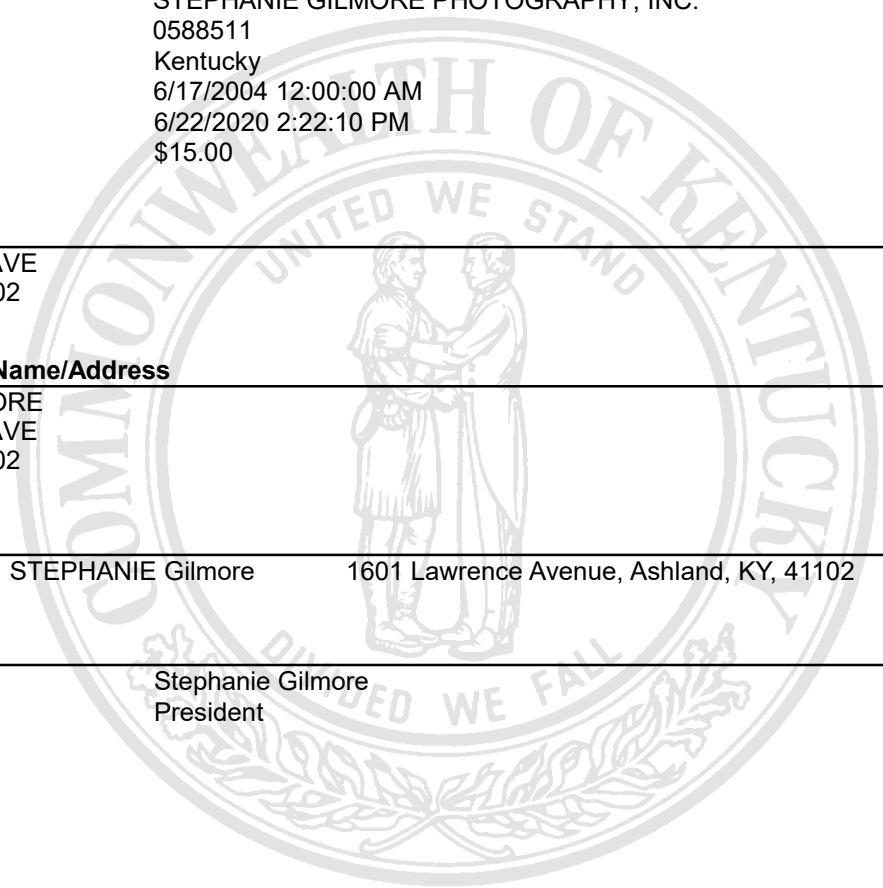 STEPHANIE GILMORE PHOTOGRAPHY, INC.
0588511
Kentucky
6/17/2004 12:00:00 AM
6/22/2020 2:22:10 PM
$15.00
AVE
02
Name/Address
ORE
AVE
02
STEPHANIE Gilmore 1601 Lawrence Avenue, Ashland, KY, 41102
Stephanie Gilmore
President
COMMONWEALTH OF KENTUCKY
UNITED WE STAND
DIVIDED WE FALL